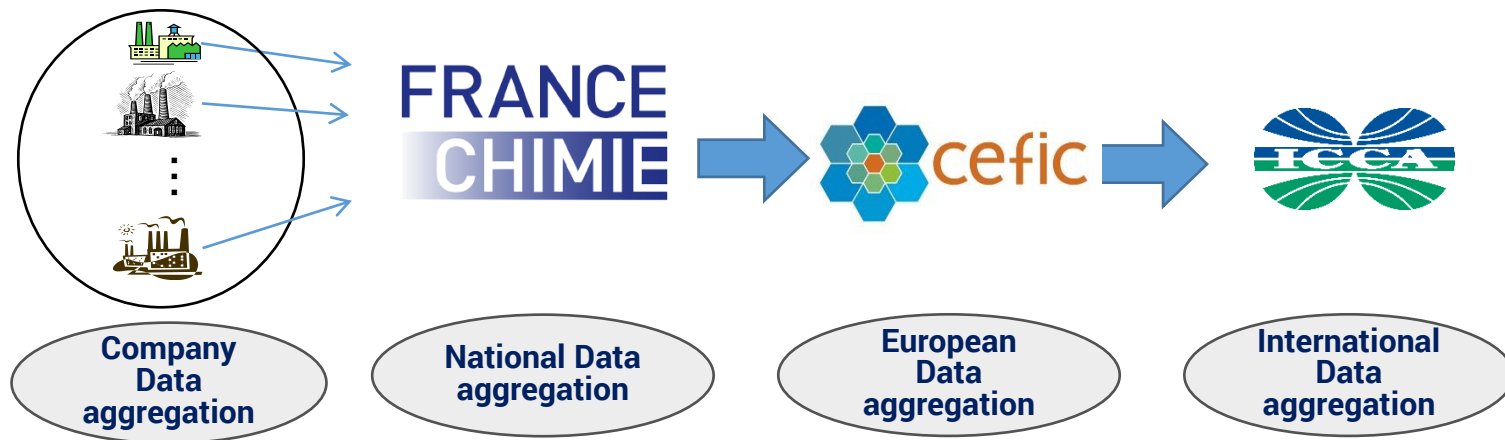 FRANCE
CHIMIE
cefic
ICCA
Company
Data
aggregation
National Data
aggregation
European
Data
aggregation
International
Data
aggregation